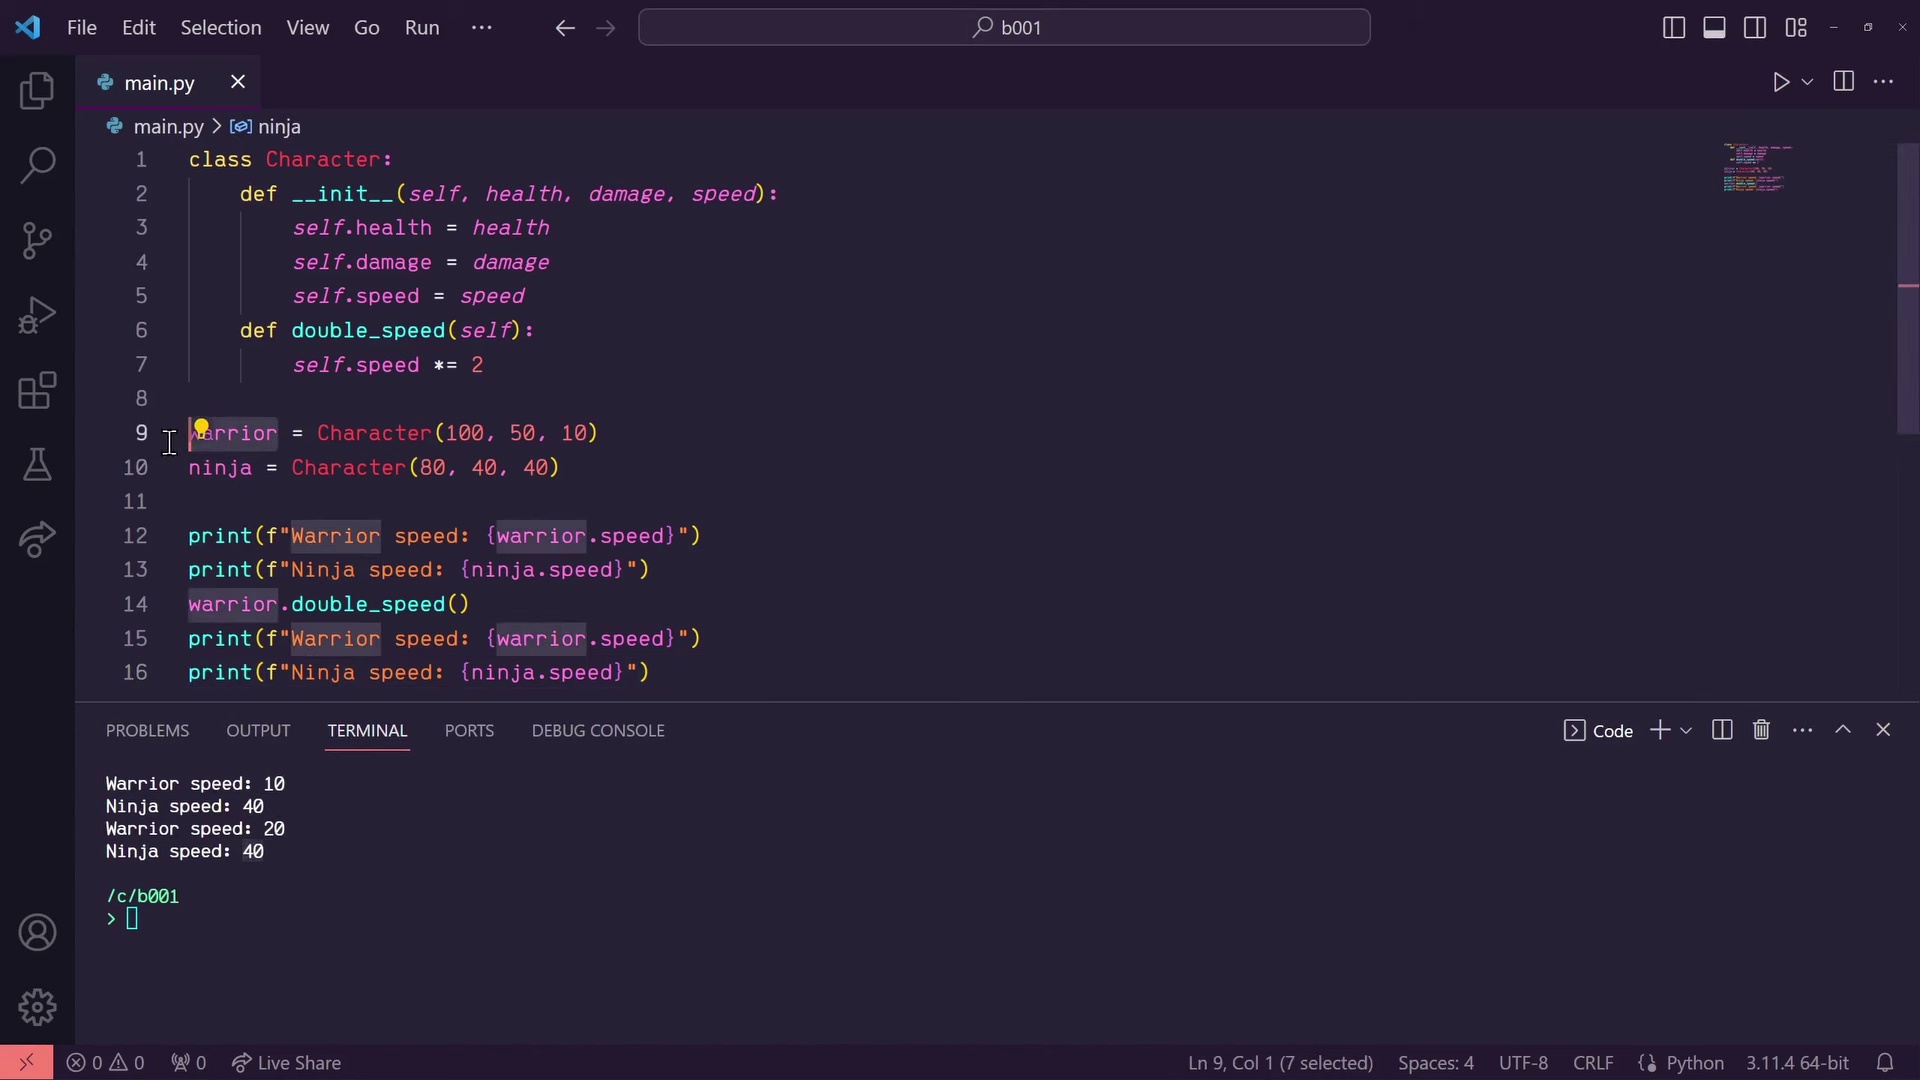 File Edit Selection View Go Run ··· b001
main.py
main.py > ninja
1 class Character:
2     def __init__(self, health, damage, speed):
3         self.health = health
4         self.damage = damage
5         self.speed = speed
6     def double_speed(self):
7         self.speed *= 2
8
9 warrior = Character(100, 50, 10)
10 ninja = Character(80, 40, 40)
11
12 print(f"Warrior speed: {warrior.speed}")
13 print(f"Ninja speed: {ninja.speed}")
14 warrior.double_speed()
15 print(f"Warrior speed: {warrior.speed}")
16 print(f"Ninja speed: {ninja.speed}")
PROBLEMS OUTPUT TERMINAL PORTS DEBUG CONSOLE Code
Warrior speed: 10
Ninja speed: 40
Warrior speed: 20
Ninja speed: 40
/c/b001
>
0 0 0 Live Share Ln 9, Col 1 (7 selected) Spaces: 4 UTF-8 CRLF Python 3.11.4 64-bit